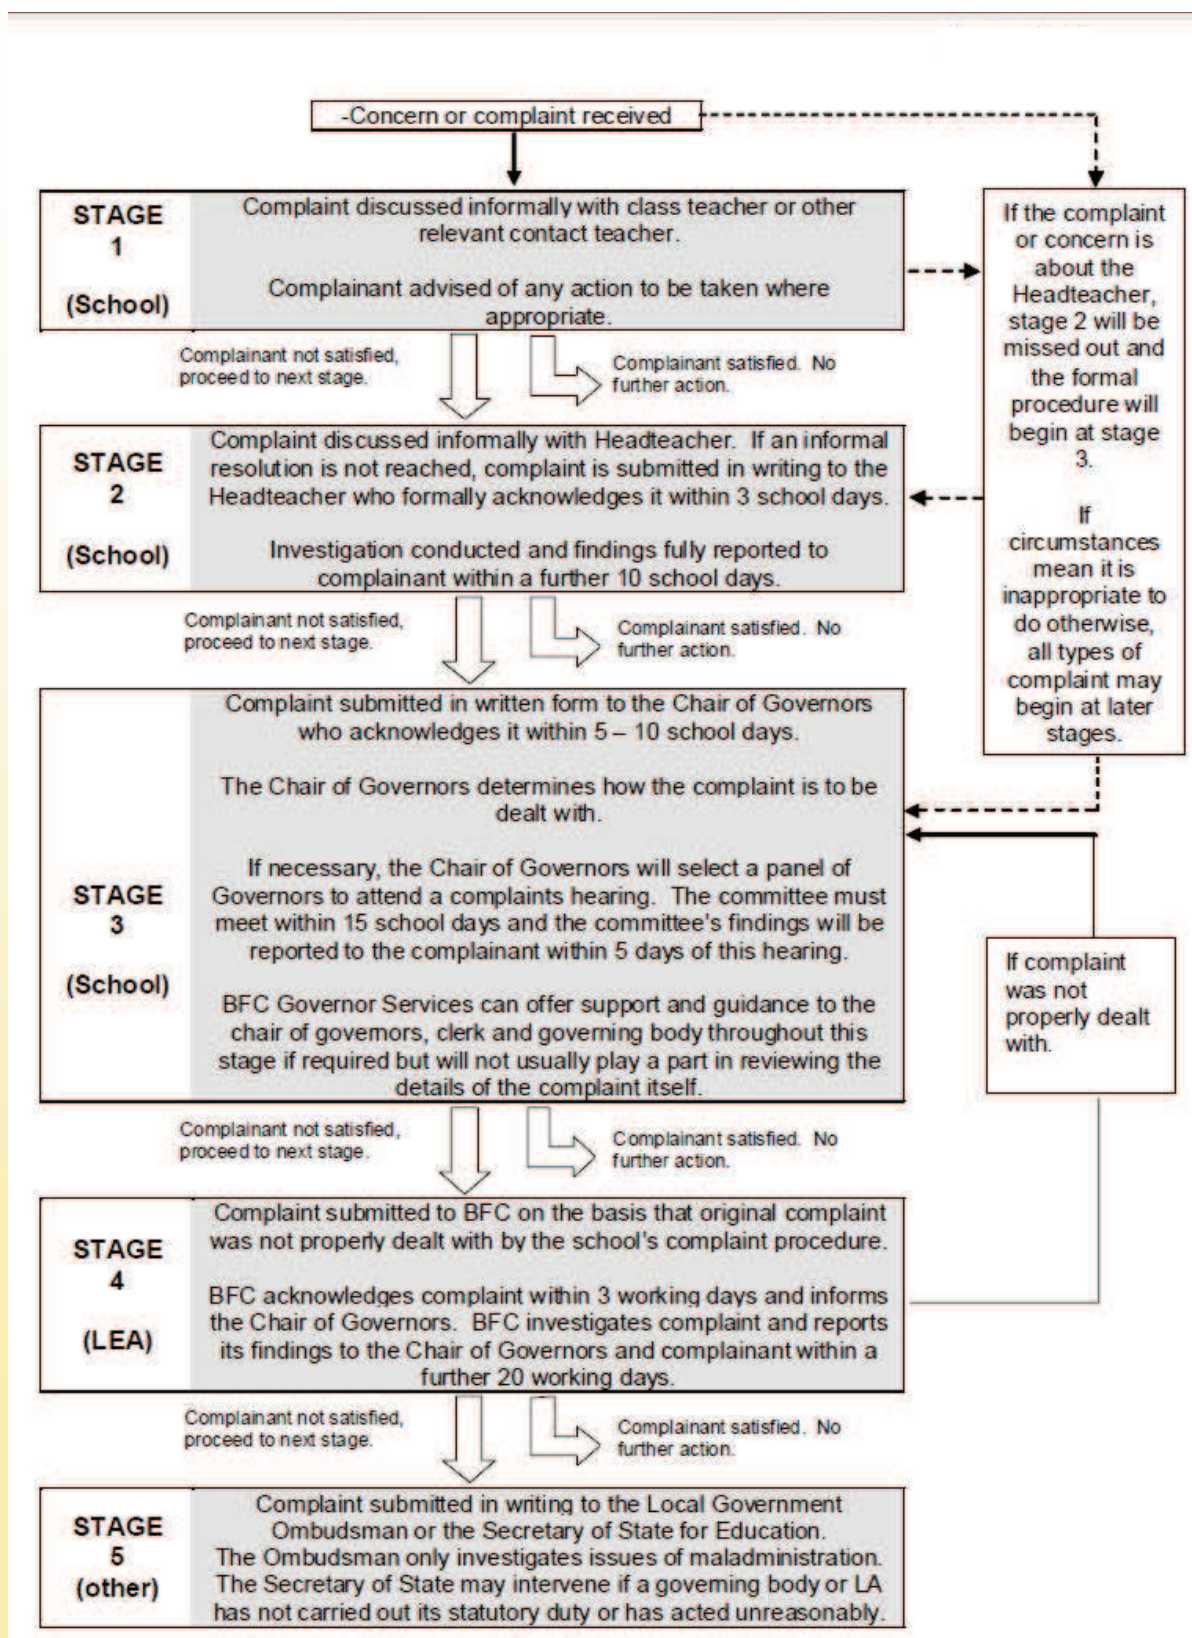 -Concern or complaint received
STAGE
1
(School)
Complaint discussed informally with class teacher or other
relevant contact teacher.
Complainant advised of any action to be taken where
appropriate.
If the complaint
or concern is
about the
Headteacher,
stage 2 will be
missed out and
the formal
procedure will
begin at stage
3.
If
circumstances
mean it is
inappropriate to
do otherwise,
all types of
complaint may
begin at later
stages.
Complainant not satisfied,
proceed to next stage.
Complainant satisfied. No
further action.
STAGE
2
(School)
Complaint discussed informally with Headteacher. If an informal
resolution is not reached, complaint is submitted in writing to the
Headteacher who formally acknowledges it within 3 school days.
Investigation conducted and findings fully reported to
complainant within a further 10 school days.
Complainant not satisfied,
proceed to next stage.
Complainant satisfied. No
further action.
STAGE
3
(School)
Complaint submitted in written form to the Chair of Governors
who acknowledges it within 5 – 10 school days.
The Chair of Governors determines how the complaint is to be
dealt with.
If necessary, the Chair of Governors will select a panel of
Governors to attend a complaints hearing. The committee must
meet within 15 school days and the committee's findings will be
reported to the complainant within 5 days of this hearing.
BFC Governor Services can offer support and guidance to the
chair of governors, clerk and governing body throughout this
stage if required but will not usually play a part in reviewing the
details of the complaint itself.
If complaint
was not
properly dealt
with.
Complainant not satisfied,
proceed to next stage.
Complainant satisfied. No
further action.
STAGE
4
(LEA)
Complaint submitted to BFC on the basis that original complaint
was not properly dealt with by the school's complaint procedure.
BFC acknowledges complaint within 3 working days and informs
the Chair of Governors. BFC investigates complaint and reports
its findings to the Chair of Governors and complainant within a
further 20 working days.
Complainant not satisfied,
proceed to next stage.
Complainant satisfied. No
further action.
STAGE
5
(other)
Complaint submitted in writing to the Local Government
Ombudsman or the Secretary of State for Education.
The Ombudsman only investigates issues of maladministration.
The Secretary of State may intervene if a governing body or LA
has not carried out its statutory duty or has acted unreasonably.